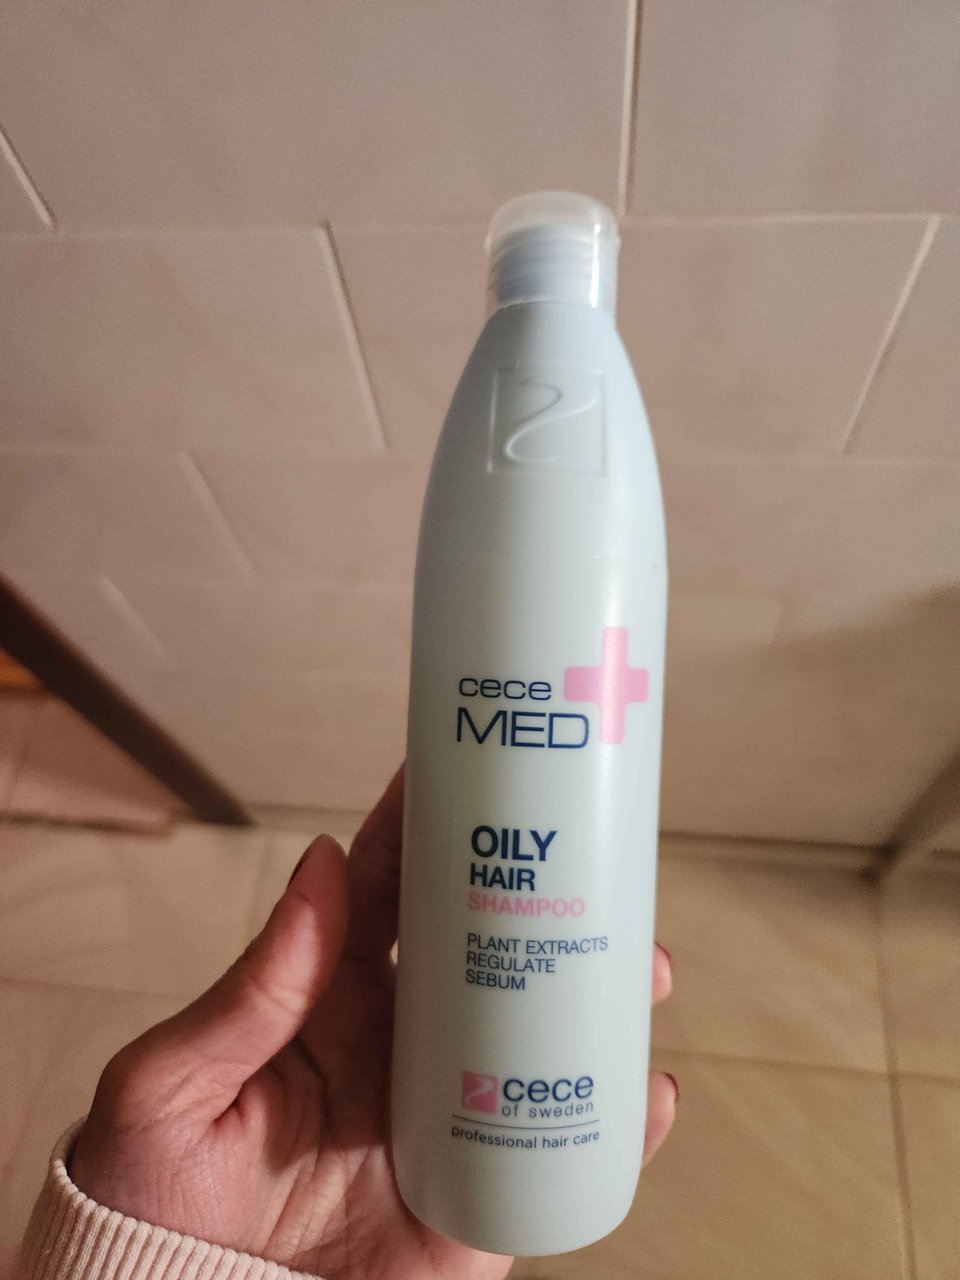 cece
MED
OILY
HAIR
SHAMPOO
PLANT EXTRACTS
REGULATE
SEBUM
cece
of sweden
professional hair care